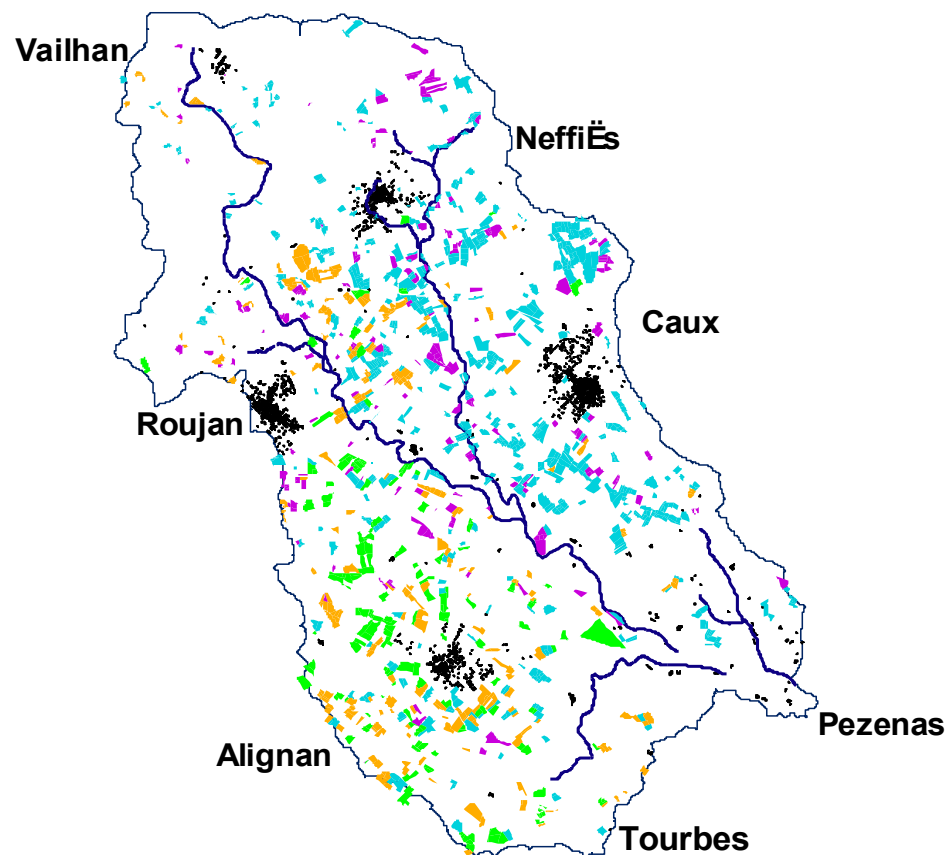 Vailhan
NeffiËs
Caux
Roujan
Pezenas
Alignan
Tourbes